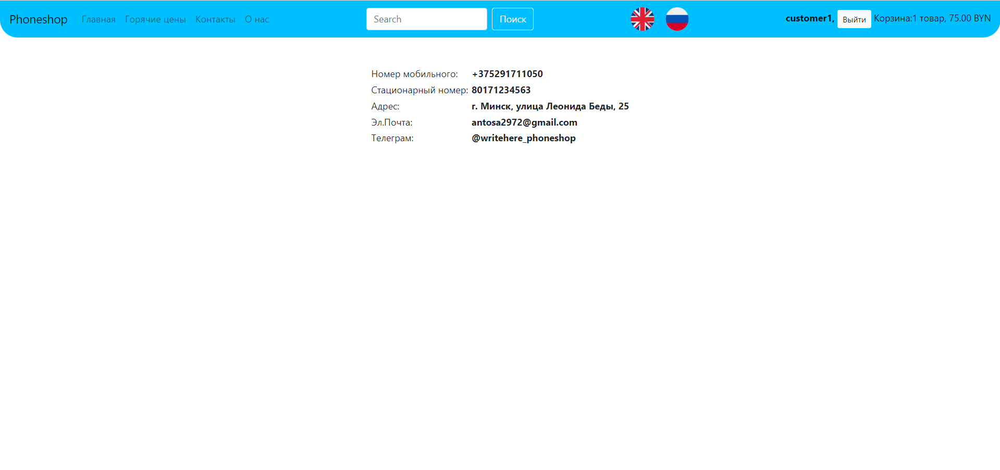 Phoneshop Главная Горячие цены Контакты О нас Search Поиск customer1, Выйти Корзина:1 товар, 75.00 BYN
Номер мобильного: +375291711050
Стационарный номер: 80171234563
Адрес: г. Минск, улица Леонида Беды, 25
Эл.Почта: antosa2972@gmail.com
Телеграм: @writehere_phoneshop